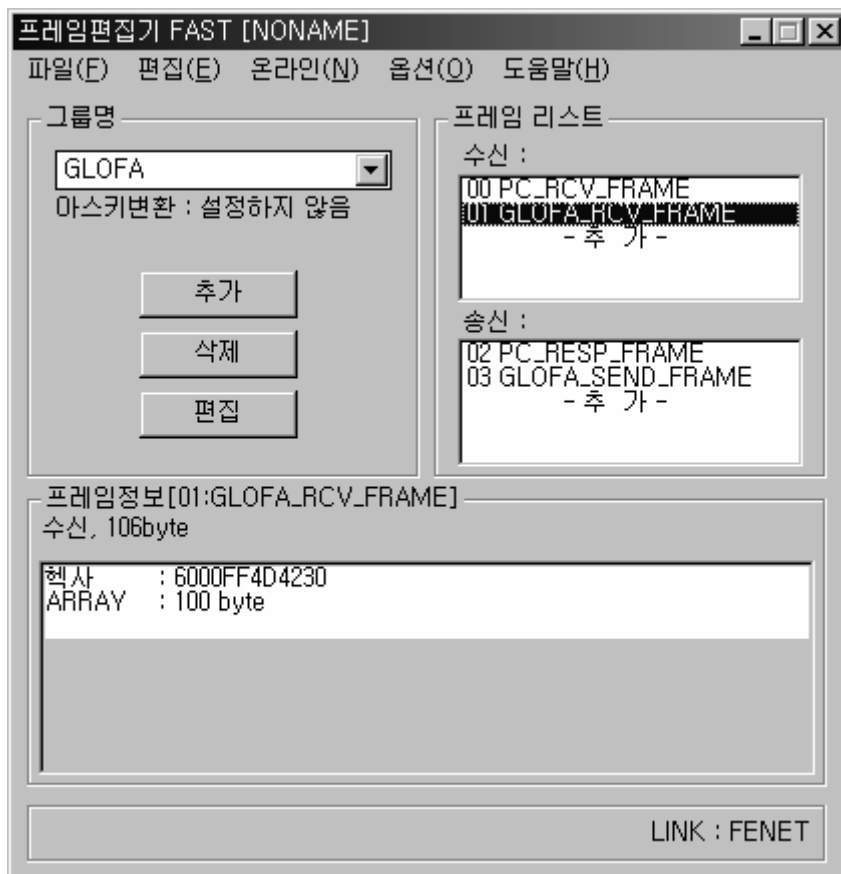 프레임편집기 FAST [NONAME]
파일(F) 편집(E) 온라인(N) 옵션(O) 도움말(H)
그룹명
GLOFA
아스키변환 : 설정하지 않음
추가
삭제
편집
프레임 리스트
수신 :
00 PC_RCV_FRAME
01 GLOFA_RCV_FRAME
- 추 가 -
송신 :
02 PC_RESP_FRAME
03 GLOFA_SEND_FRAME
- 추 가 -
프레임정보[01:GLOFA_RCV_FRAME]
수신, 106byte
헥사 : 6000FF4D4230
ARRAY : 100 byte
LINK : FENET